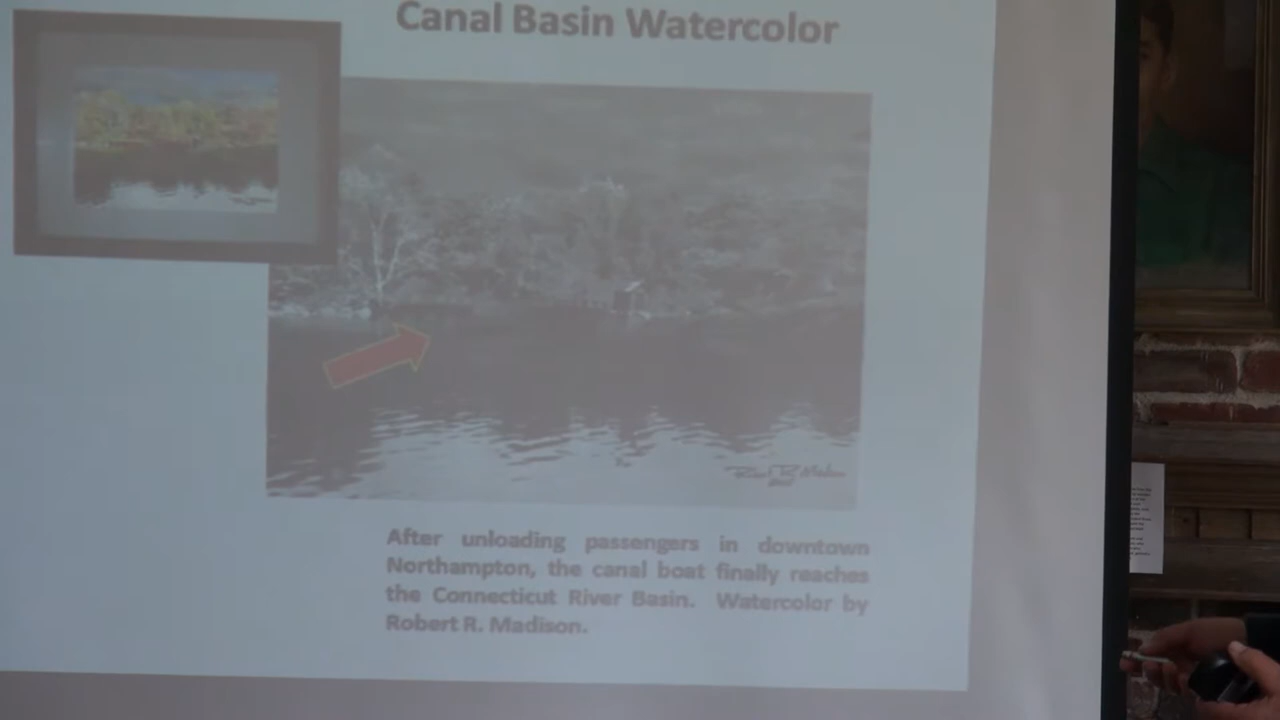 Canal Basin Watercolor
After unloading passengers in downtown
Northampton, the canal boat finally reaches
the Connecticut River Basin. Watercolor by
Robert R. Madison.